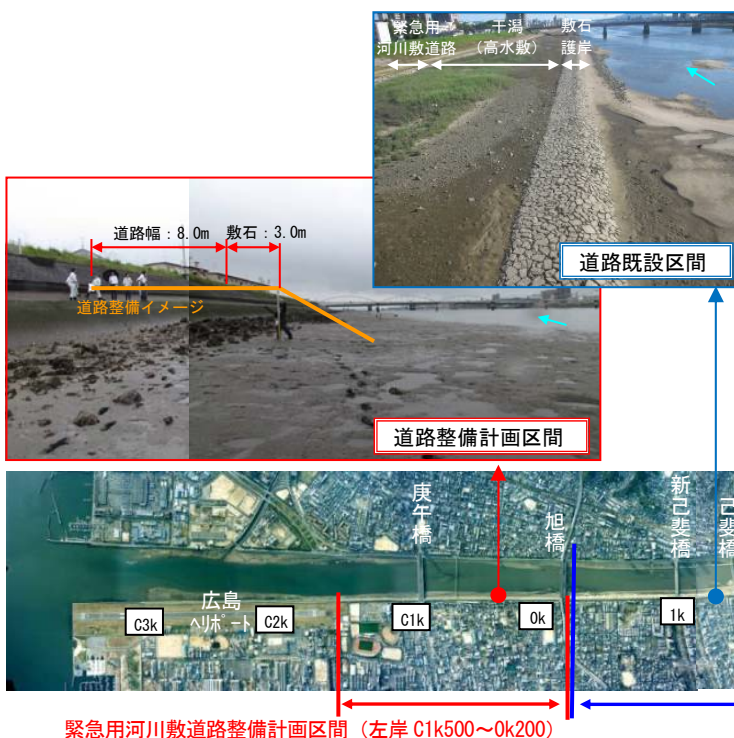 緊急用
河川敷道路
干潟
(高水敷)
敷石
護岸
道路既設区間
道路幅：8.0m
敷石：3.0m
道路整備イメージ
道路整備計画区間
庚午橋
旭橋
新己斐橋
己斐橋
広島
ヘリポート
C3k
C2k
C1k
0k
1k
緊急用河川敷道路整備計画区間（左岸 C1k500～0k200）